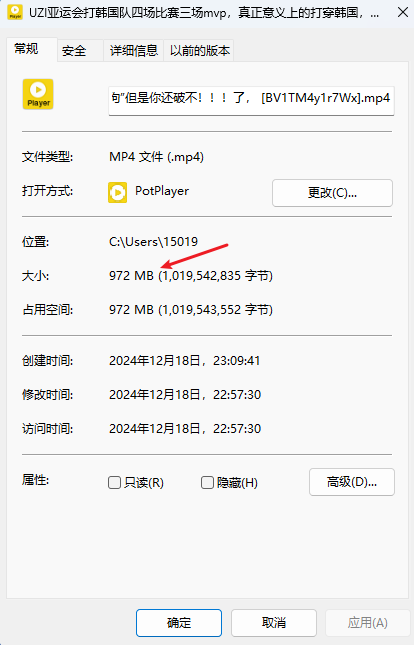 UZI亚运会打韩国队四场比赛三场mvp，真正意义上的打穿韩国，...
常规
安全
详细信息
以前的版本
Player
句"但是你还破不！！！了， [BV1TM4y1r7Wx].mp4
文件类型:
MP4 文件 (.mp4)
打开方式:
PotPlayer
更改(C)...
位置:
C:\Users\15019
大小:
972 MB (1,019,542,835 字节)
占用空间:
972 MB (1,019,543,552 字节)
创建时间:
2024年12月18日，23:09:41
修改时间:
2024年12月18日，22:57:30
访问时间:
2024年12月18日，22:57:30
属性:
只读(R)
隐藏(H)
高级(D)...
确定
取消
应用(A)